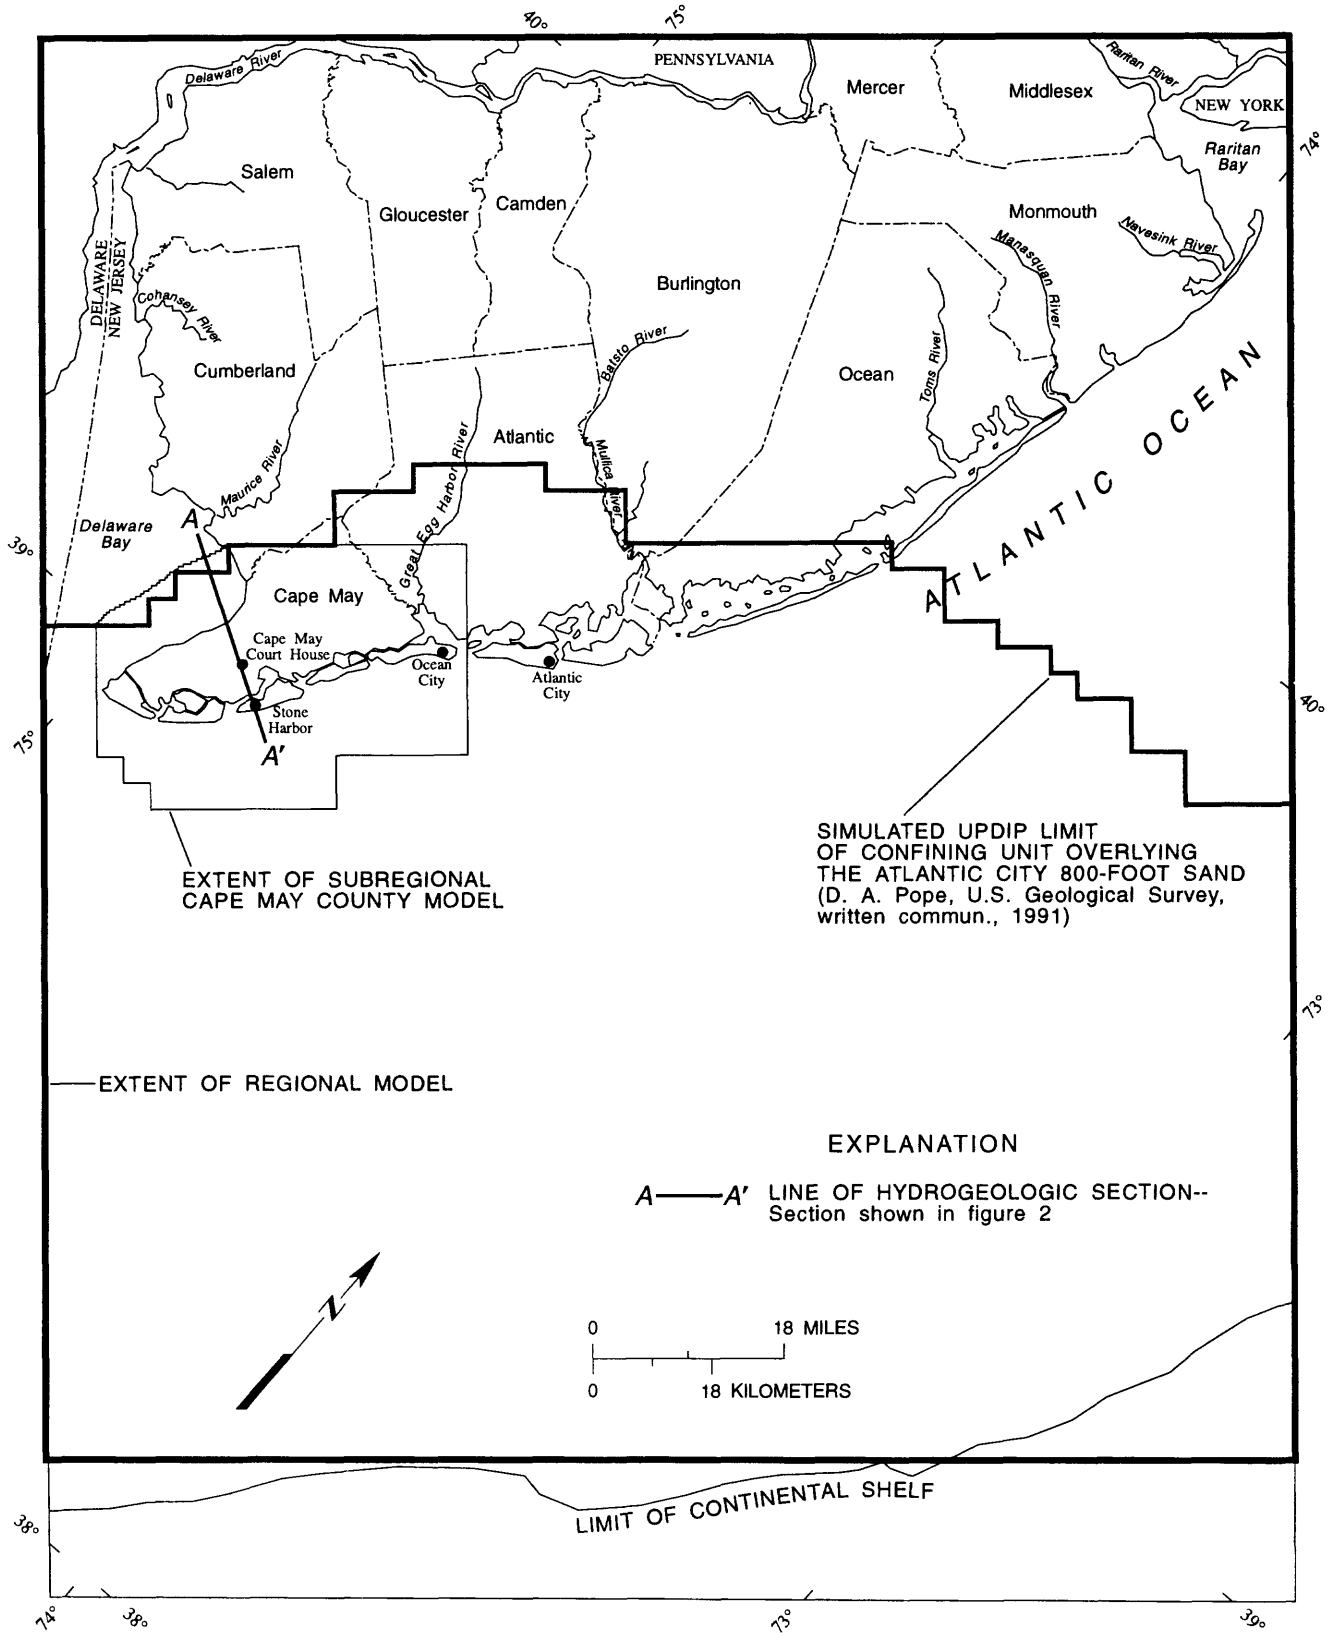 40°
75°
Delaware River
PENNSYLVANIA
Raritan River
Mercer
Middlesex
NEW YORK
74°
Raritan
Bay
Salem
Gloucester
Camden
Monmouth
Navesink River
Manasquan River
DELAWARE
NEW JERSEY
Cohansey River
Burlington
Batsto River
Cumberland
Ocean
Toms River
ATLANTIC OCEAN
Maurice River
Great Egg Harbor River
Atlantic
Mullica River
Delaware
Bay
A
39°
Cape May
Cape May
Court House
Ocean
City
Atlantic
City
Stone
Harbor
A'
75°
40°
SIMULATED UPDIP LIMIT
OF CONFINING UNIT OVERLYING
THE ATLANTIC CITY 800-FOOT SAND
(D. A. Pope, U.S. Geological Survey,
written commun., 1991)
EXTENT OF SUBREGIONAL
CAPE MAY COUNTY MODEL
73°
EXTENT OF REGIONAL MODEL
EXPLANATION
A A' LINE OF HYDROGEOLOGIC SECTION--
Section shown in figure 2
N
0 18 MILES
0 18 KILOMETERS
LIMIT OF CONTINENTAL SHELF
38°
74°
38°
73°
39°